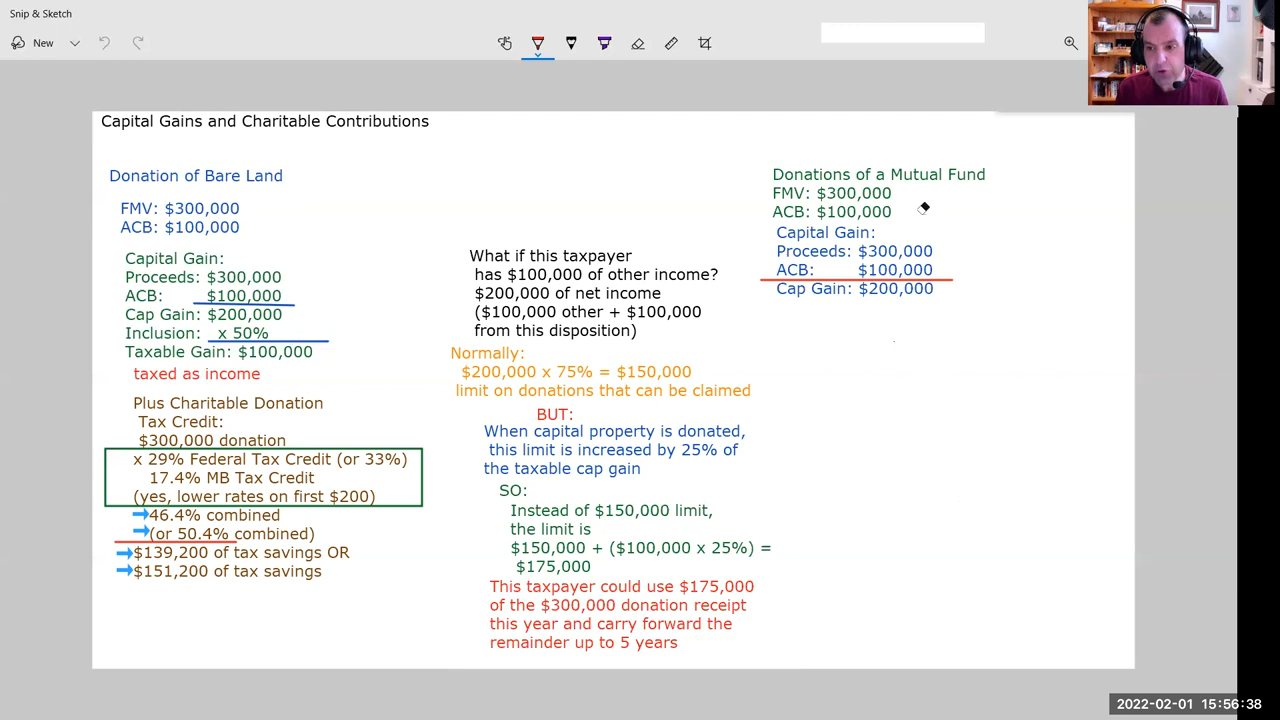 Snip & Sketch
New
Capital Gains and Charitable Contributions
Donation of Bare Land
FMV: $300,000
ACB: $100,000
Capital Gain:
Proceeds: $300,000
ACB: $100,000
Cap Gain: $200,000
Inclusion: x 50%
Taxable Gain: $100,000
taxed as income
Plus Charitable Donation
Tax Credit:
$300,000 donation
x 29% Federal Tax Credit (or 33%)
17.4% MB Tax Credit
(yes, lower rates on first $200)
46.4% combined
(or 50.4% combined)
$139,200 of tax savings OR
$151,200 of tax savings
What if this taxpayer
has $100,000 of other income?
$200,000 of net income
($100,000 other + $100,000
from this disposition)
Normally:
$200,000 x 75% = $150,000
limit on donations that can be claimed
BUT:
When capital property is donated,
this limit is increased by 25% of
the taxable cap gain
SO:
Instead of $150,000 limit,
the limit is
$150,000 + ($100,000 x 25%) =
$175,000
This taxpayer could use $175,000
of the $300,000 donation receipt
this year and carry forward the
remainder up to 5 years
Donations of a Mutual Fund
FMV: $300,000
ACB: $100,000
Capital Gain:
Proceeds: $300,000
ACB: $100,000
Cap Gain: $200,000
2022-02-01 15:56:38